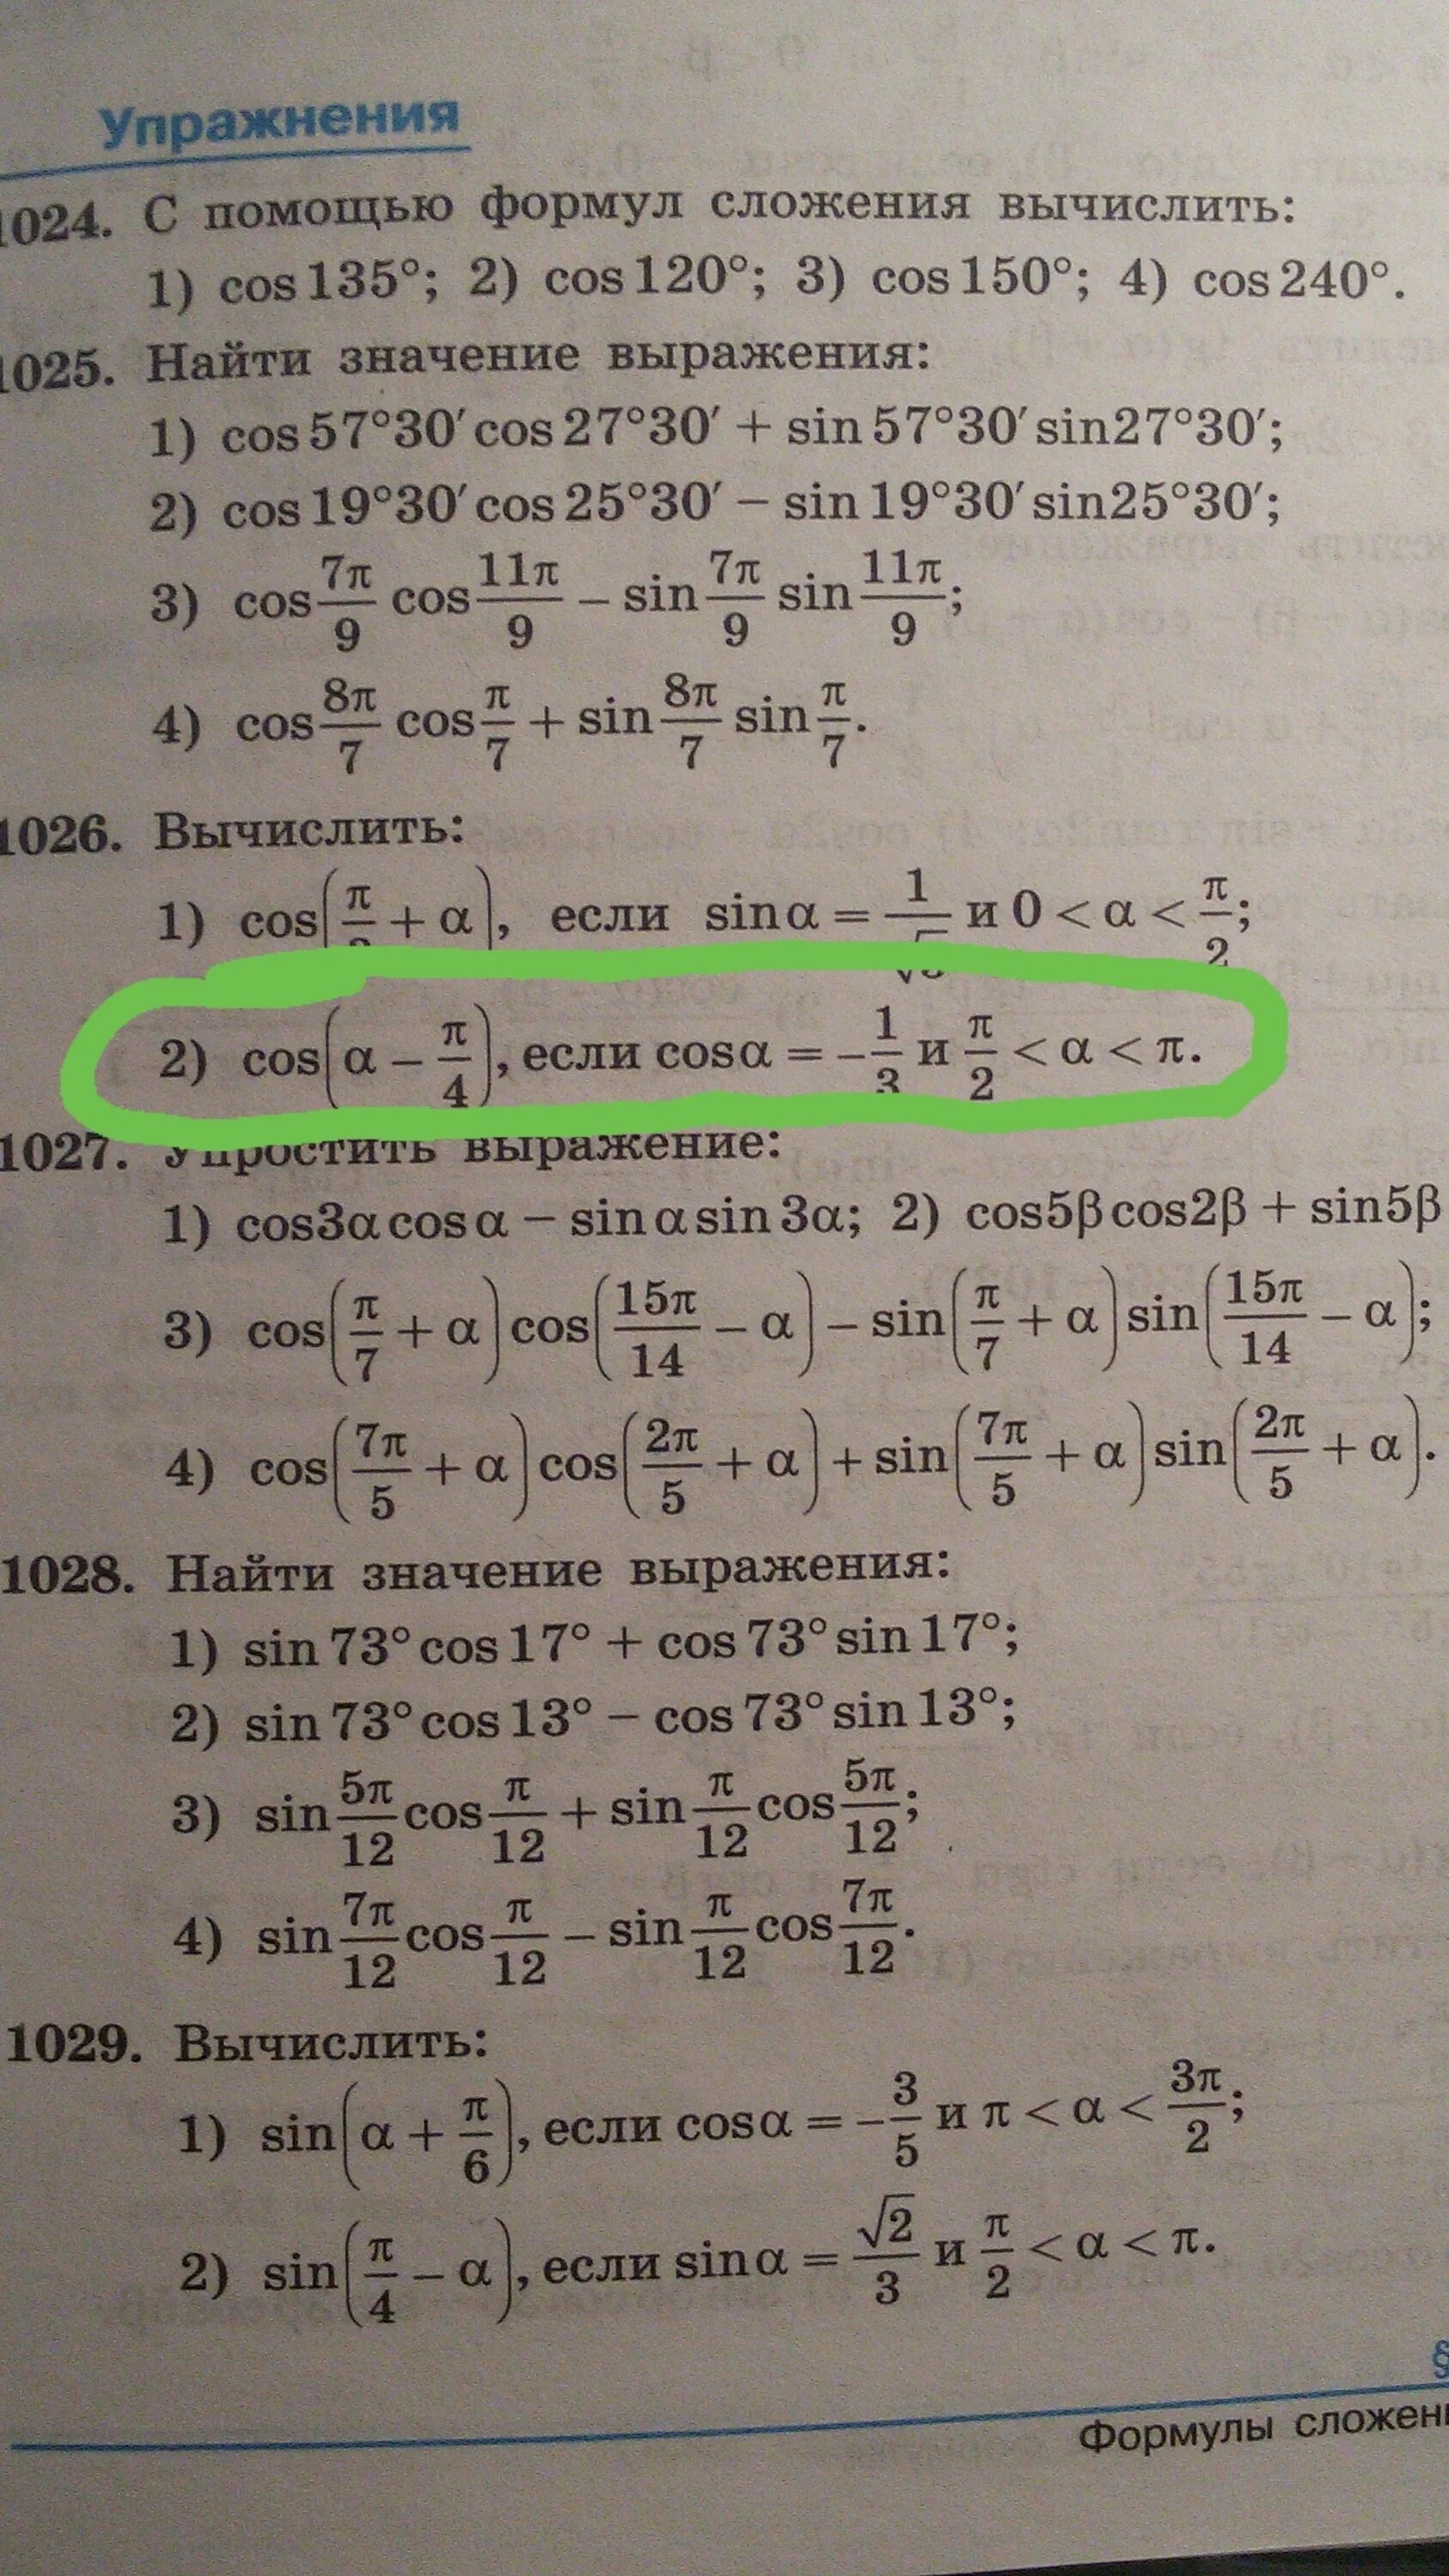 Упражнения
1024. С помощью формул сложения вычислить:
1) cos 135°; 2) cos 120°; 3) cos 150°; 4) cos 240°.
1025. Найти значение выражения:
1) cos 57°30′ cos 27°30′ + sin 57°30′ sin 27°30′;
2) cos 19°30′ cos 25°30′ − sin 19°30′ sin 25°30′;
3) cos 7π/9 cos 11π/9 − sin 7π/9 sin 11π/9;
4) cos 8π/7 cos π/7 + sin 8π/7 sin π/7.
1026. Вычислить:
1) cos(π/3 + α), если sin α = 1/√3 и 0 < α < π/2;
2) cos(α − π/4), если cos α = −1/3 и π/2 < α < π.
1027. Упростить выражение:
1) cos3α cos α − sin α sin 3α; 2) cos5β cos2β + sin5β
3) cos(π/7 + α) cos(15π/14 − α) − sin(π/7 + α) sin(15π/14 − α);
4) cos(7π/5 + α) cos(2π/5 + α) + sin(7π/5 + α) sin(2π/5 + α).
1028. Найти значение выражения:
1) sin 73° cos 17° + cos 73° sin 17°;
2) sin 73° cos 13° − cos 73° sin 13°;
3) sin 5π/12 cos π/12 + sin π/12 cos 5π/12;
4) sin 7π/12 cos π/12 − sin π/12 cos 7π/12.
1029. Вычислить:
1) sin(α + π/6), если cos α = −3/5 и π < α < 3π/2;
2) sin(π/4 − α), если sin α = √2/3 и π/2 < α < π.
§
Формулы сложен